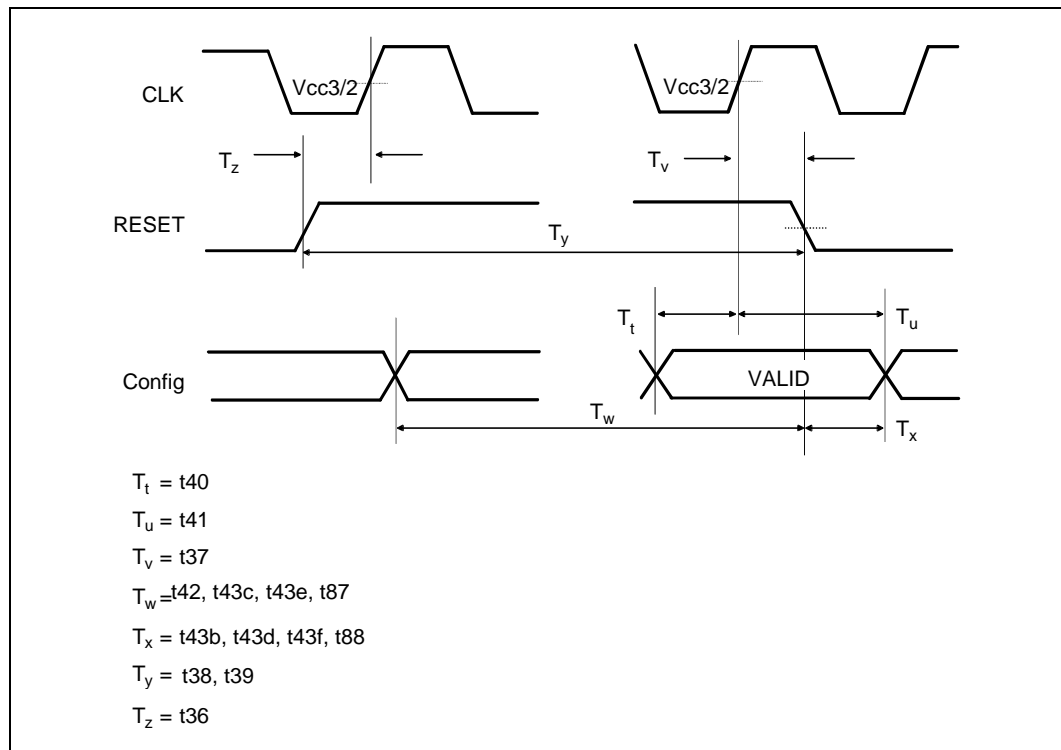 CLK
Vcc3/2
Vcc3/2
Tz
Tv
RESET
Ty
Tt
Tu
Config
VALID
Tw
Tx
Tt = t40
Tu = t41
Tv = t37
Tw =t42, t43c, t43e, t87
Tx = t43b, t43d, t43f, t88
Ty = t38, t39
Tz = t36